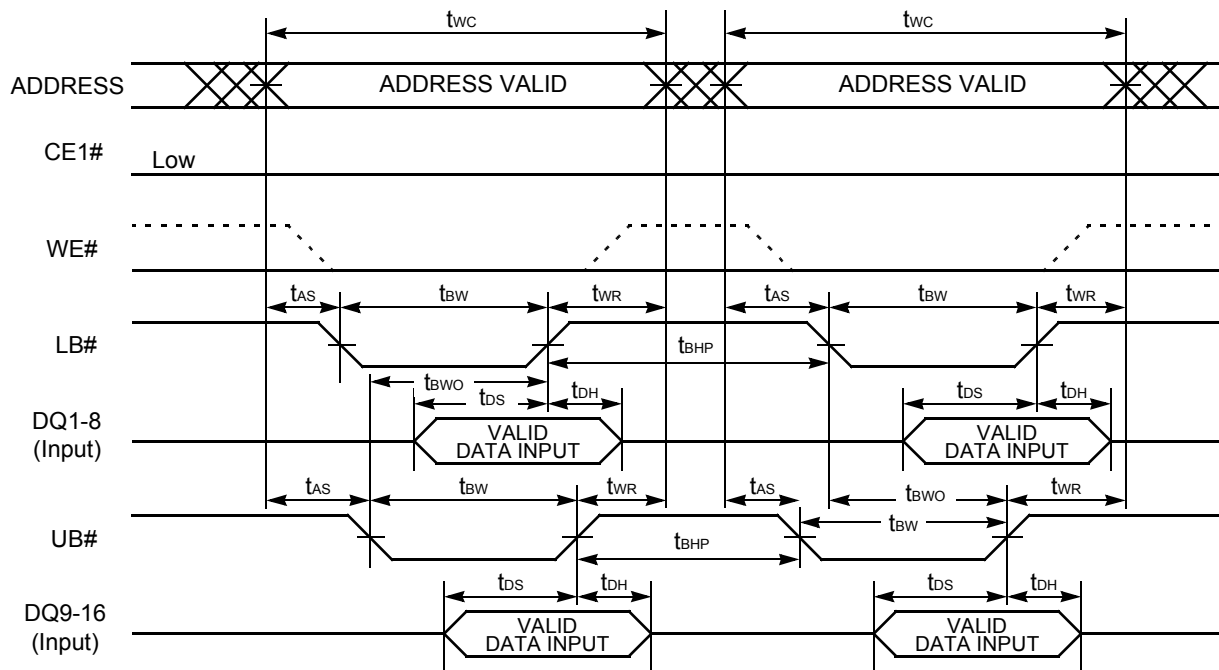 tWC tWC
ADDRESS ADDRESS VALID ADDRESS VALID
CE1# Low
WE#
tAS tBW tWR tAS tBW tWR
LB#
tBHP
tBWO
tDS tDH tDS tDH
DQ1-8
(Input)
VALID
DATA INPUT
VALID
DATA INPUT
tAS tBW tWR tAS tBWO tWR
UB#
tBW
tBHP
tDS tDH tDS tDH
DQ9-16
(Input)
VALID
DATA INPUT
VALID
DATA INPUT